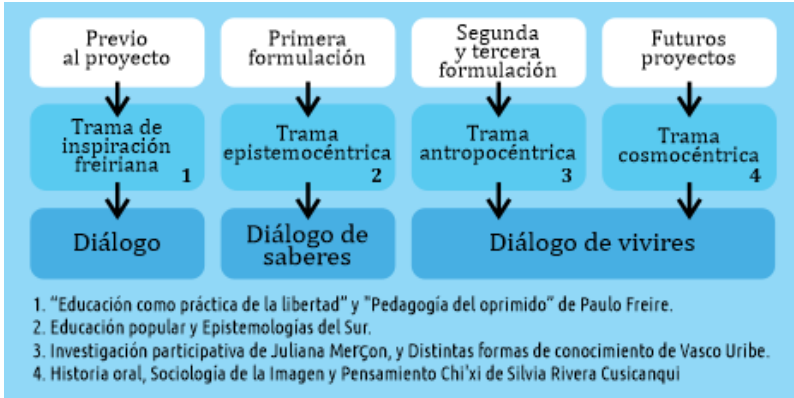 Previo
al proyecto
Primera
formulación
Segunda
y tercera
formulación
Futuros
proyectos
Trama de
inspiración
freiriana
1
Trama
epistemocéntrica
2
Trama
antropocéntrica
3
Trama
cosmocéntrica
4
Diálogo
Diálogo de
saberes
Diálogo de vivires
1. “Educación como práctica de la libertad” y "Pedagogía del oprimido” de Paulo Freire.
2. Educación popular y Epistemologías del Sur.
3. Investigación participativa de Juliana Merçon, y Distintas formas de conocimiento de Vasco Uribe.
4. Historia oral, Sociología de la Imagen y Pensamiento Chi'xi de Silvia Rivera Cusicanqui